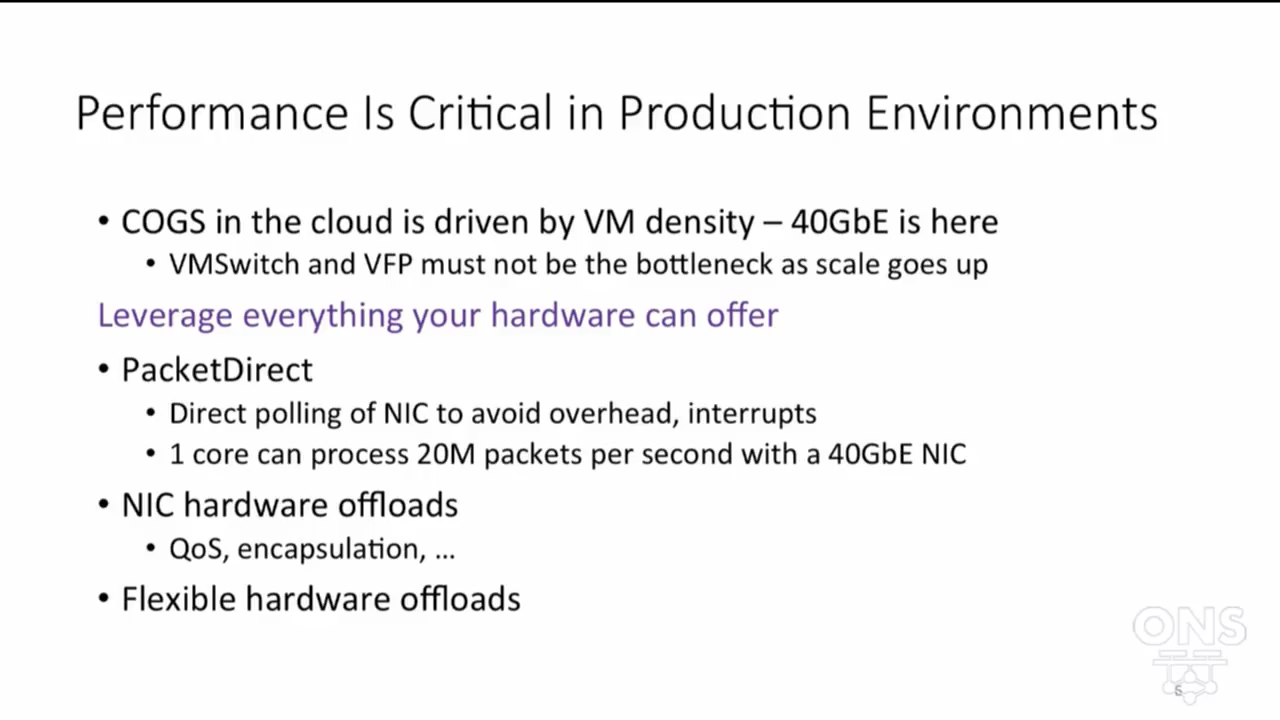 Performance Is Critical in Production Environments
• COGS in the cloud is driven by VM density – 40GbE is here
• VMSwitch and VFP must not be the bottleneck as scale goes up
Leverage everything your hardware can offer
• PacketDirect
• Direct polling of NIC to avoid overhead, interrupts
• 1 core can process 20M packets per second with a 40GbE NIC
• NIC hardware offloads
• QoS, encapsulation, ...
• Flexible hardware offloads
ONS
5